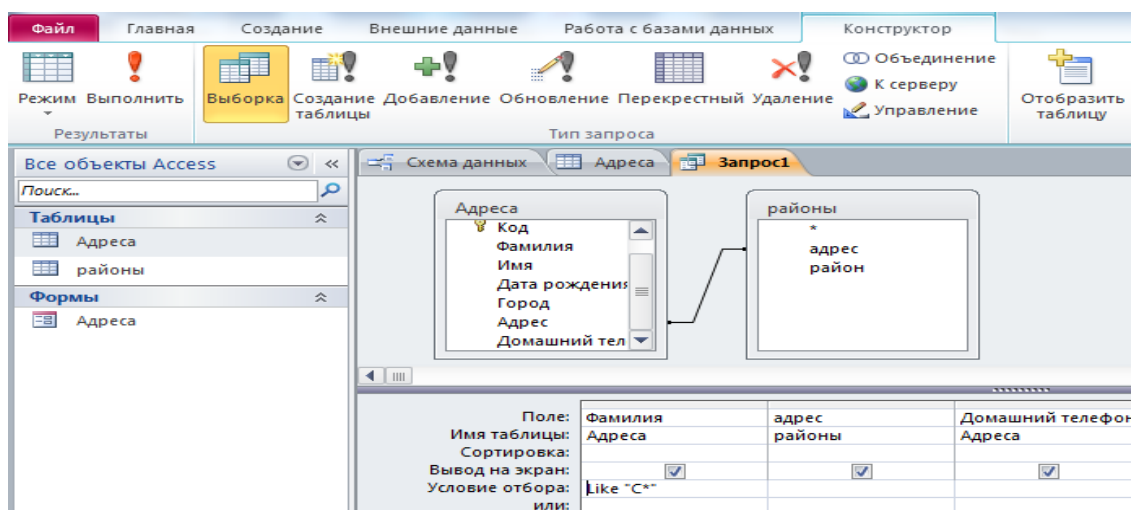 Файл Главная Создание Внешние данные Работа с базами данных Конструктор
Режим Выполнить Выборка Создание таблицы Добавление Обновление Перекрестный Удаление Объединение К серверу Управление Отобразить таблицу
Результаты Тип запроса
Все объекты Access « Схема данных Адреса Запрос1
Поиск...
Таблицы
Адреса
районы
Формы
Адреса
Адреса
Код
Фамилия
Имя
Дата рождения
Город
Адрес
Домашний тел
районы
*
адрес
район
Поле: Фамилия адрес Домашний телефон
Имя таблицы: Адреса районы Адреса
Сортировка:
Вывод на экран:
Условие отбора: Like "С*"
или: